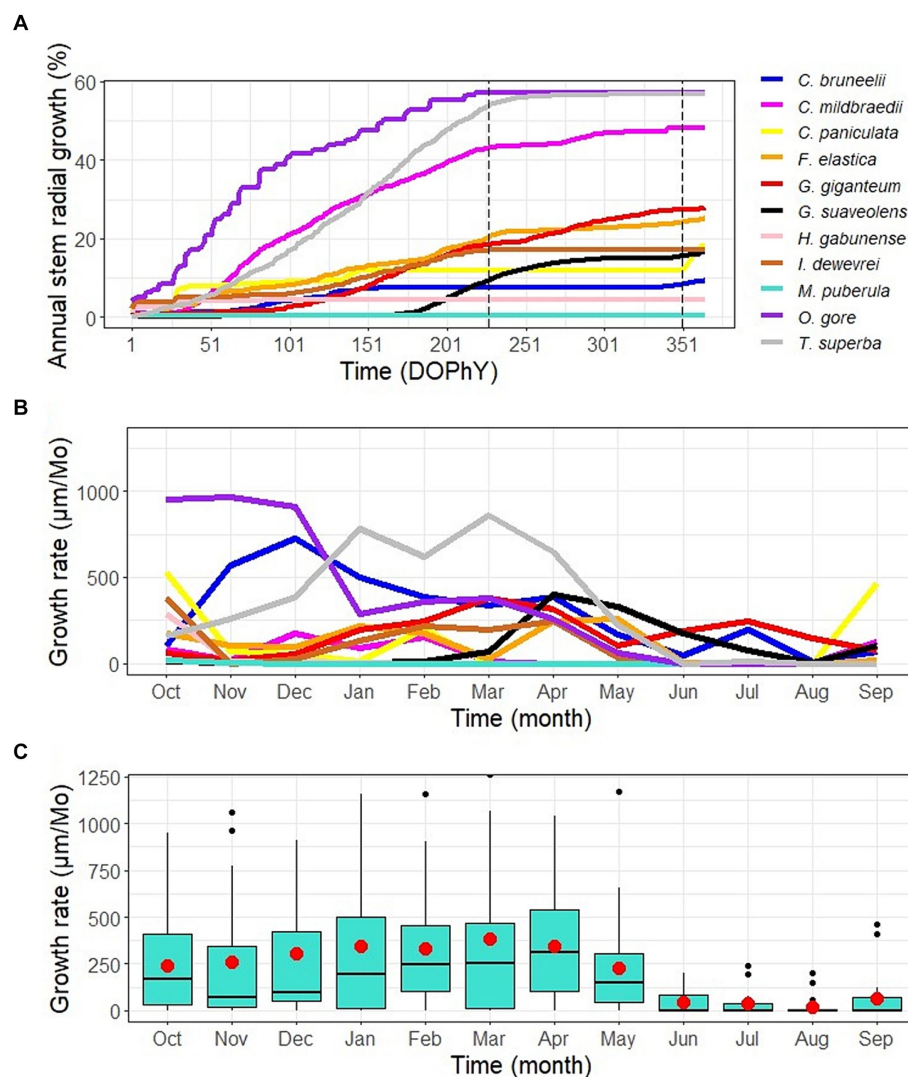 A
Annual stem radial growth (%)
60
40
20
0
1 51 101 151 201 251 301 351
Time (DOPhY)
C. bruneelii
C. mildbraedii
C. paniculata
F. elastica
G. giganteum
G. suaveolens
H. gabunense
I. dewevrei
M. puberula
O. gore
T. superba
B
Growth rate (µm/Mo)
1000
500
0
Oct Nov Dec Jan Feb Mar Apr May Jun Jul Aug Sep
Time (month)
C
Growth rate (µm/Mo)
1250
1000
750
500
250
0
Oct Nov Dec Jan Feb Mar Apr May Jun Jul Aug Sep
Time (month)